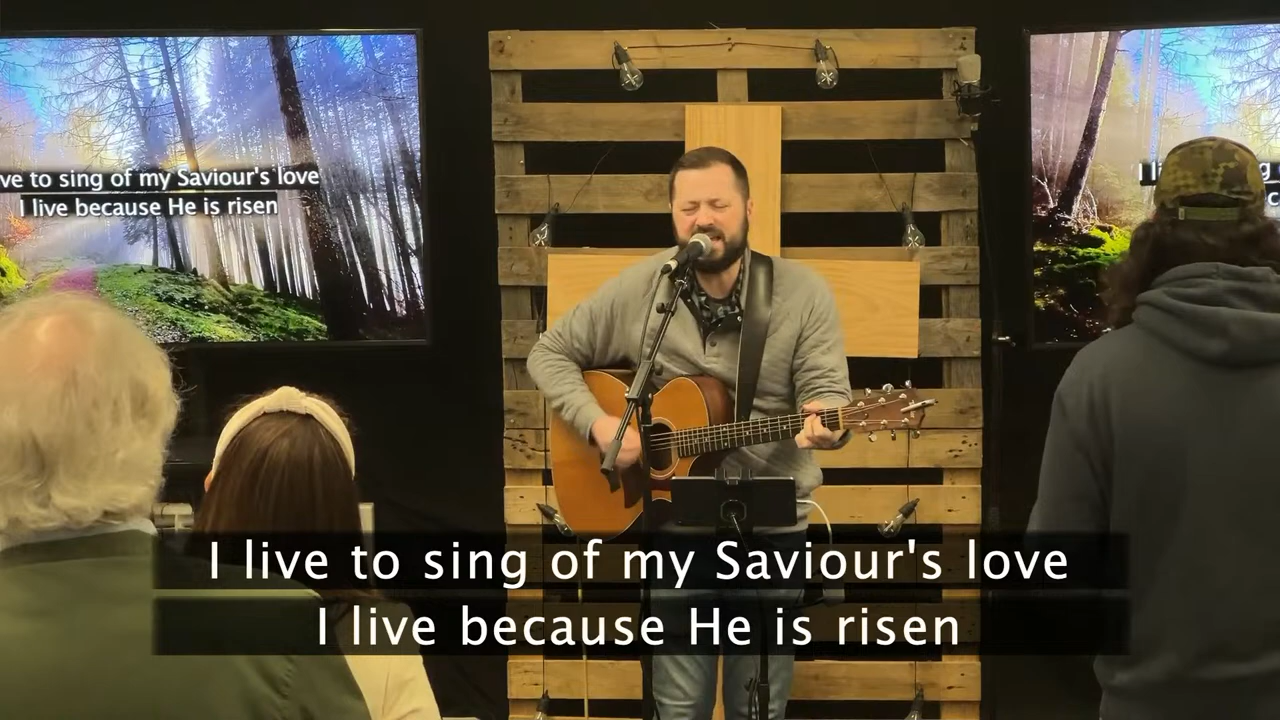 ve to sing of my Saviour's love
I live because He is risen
I li
I live to sing of my Saviour's love
I live because He is risen